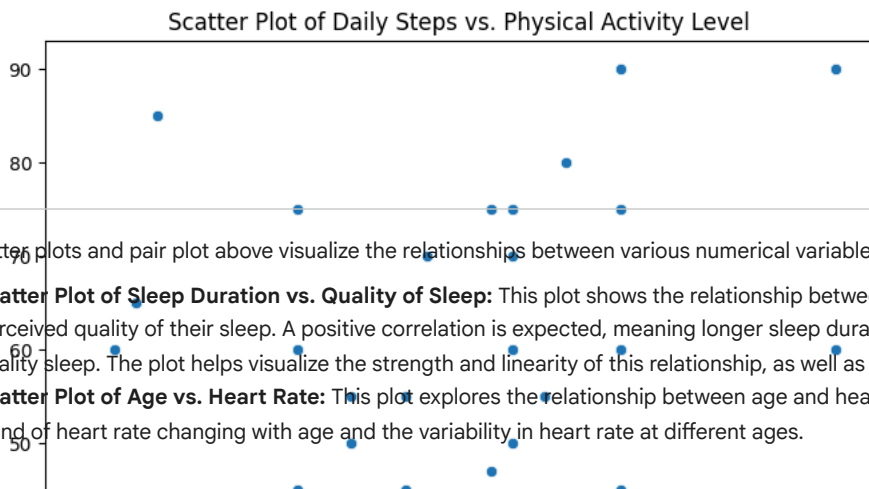 Scatter Plot of Daily Steps vs. Physical Activity Level
90
80
tter plots and pair plot above visualize the relationships between various numerical variable
70
atter Plot of Sleep Duration vs. Quality of Sleep: This plot shows the relationship betwe
rceived quality of their sleep. A positive correlation is expected, meaning longer sleep dura
60
ality sleep. The plot helps visualize the strength and linearity of this relationship, as well as
atter Plot of Age vs. Heart Rate: This plot explores the relationship between age and hea
nd of heart rate changing with age and the variability in heart rate at different ages.
50